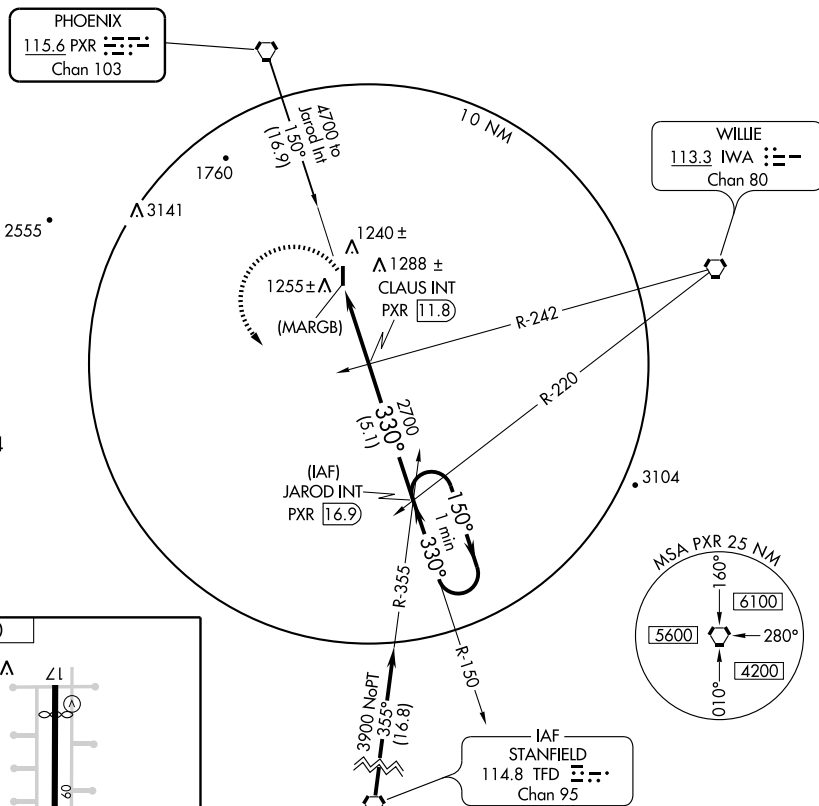 PHOENIX
115.6 PXR
Chan 103
4700 to
Jarod Int
150°
(16.9)
10 NM
WILLIE
113.3 IWA
Chan 80
1760
3141
2555
1240 ±
1288 ±
1255±
CLAUS INT
PXR 11.8
(MARGB)
R-242
R-220
2700
330°
(5.1)
(IAF)
JAROD INT
PXR 16.9
150°
1 min
330°
3104
R-355
R-150
MSA PXR 25 NM
160°
6100
5600
280°
4200
010°
3900 NoPT
355°
(16.8)
IAF
STANFIELD
114.8 TFD
Chan 95
17
V
60
4